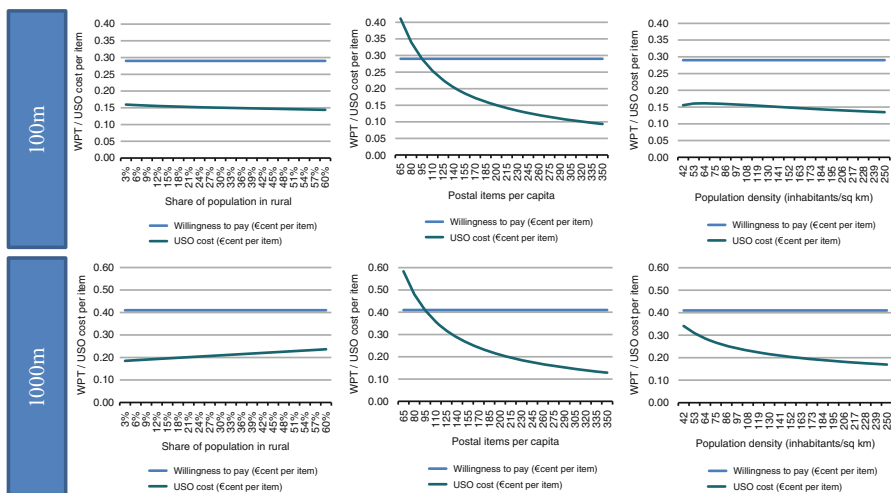 100m
WPT / USO cost per item
0.40
0.35
0.30
0.25
0.20
0.15
0.10
0.05
0.00
3% 6% 9% 12% 15% 18% 21% 24% 27% 30% 33% 36% 39% 42% 45% 48% 51% 54% 57% 60%
Share of population in rural
Willingness to pay (€cent per item)
USO cost (€cent per item)
WPT / USO cost per item
0.40
0.35
0.30
0.25
0.20
0.15
0.10
0.05
0.00
65 80 95 110 125 140 155 170 185 200 215 230 245 260 275 290 305 320 335 350
Postal items per capita
Willingness to pay (€cent per item)
USO cost (€cent per item)
WPT / USO cost per item
0.40
0.35
0.30
0.25
0.20
0.15
0.10
0.05
0.00
42 53 64 75 86 97 108 119 130 141 152 163 173 184 195 206 217 228 239 250
Population density (inhabitants/sq km)
Willingness to pay (€cent per item)
USO cost (€cent per item)
1000m
WPT / USO cost per item
0.60
0.50
0.40
0.30
0.20
0.10
0.00
3% 6% 9% 12% 15% 18% 21% 24% 27% 30% 33% 36% 39% 42% 45% 48% 51% 54% 57% 60%
Share of population in rural
Willingness to pay (€cent per item)
USO cost (€cent per item)
WPT / USO cost per item
0.60
0.50
0.40
0.30
0.20
0.10
0.00
65 80 95 110 125 140 155 170 185 200 215 230 245 260 275 290 305 320 335 350
Postal items per capita
Willingness to pay (€cent per item)
USO cost (€cent per item)
WPT / USO cost per item
0.60
0.50
0.40
0.30
0.20
0.10
0.00
42 53 64 75 86 97 108 119 130 141 152 163 173 184 195 206 217 228 239 250
Population density (inhabitants/sq km)
Willingness to pay (€cent per item)
USO cost (€cent per item)